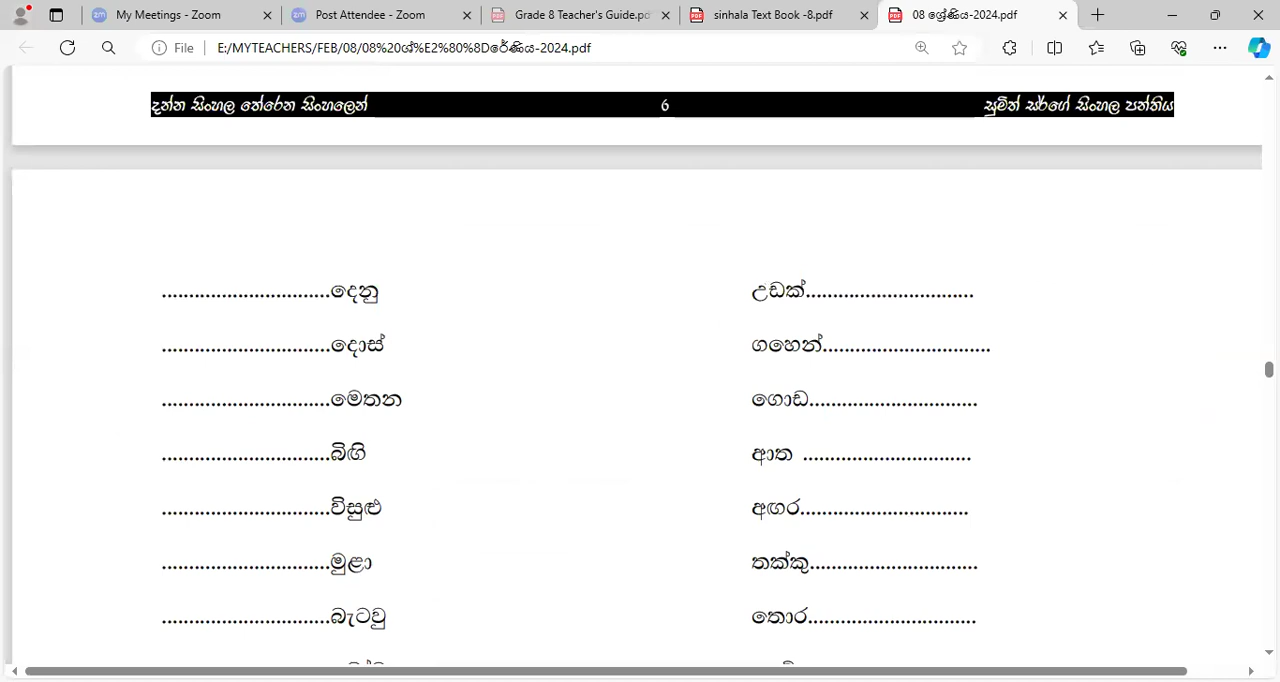 My Meetings - Zoom
Post Attendee - Zoom
Grade 8 Teacher's Guide.pdf
sinhala Text Book -8.pdf
08 ශ්‍රේණිය-2024.pdf
File
E:/MYTEACHERS/FEB/08/08%20ශ්%E2%80%8Dරේණිය-2024.pdf
දන්න සිංහල තේරෙන සිංහලෙන් 6 සුමිත් සර්ගේ සිංහල පන්තිය
...............................දෙනු උඩක්...............................
...............................දොස් ගහෙන්...............................
...............................මෙතන ගොඩ...............................
...............................බිඟි ආත ...............................
...............................විසුළු අඟර...............................
...............................මුළා තක්කු...............................
...............................බැටවු තොර...............................